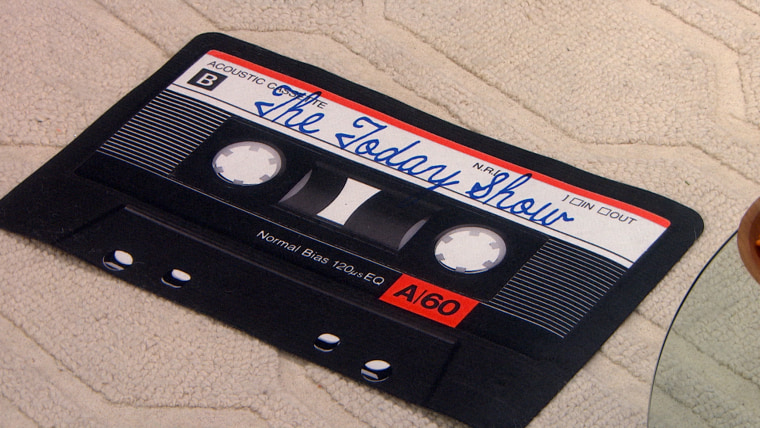 ACOUSTIC CASSETTE
B
The Today Show
N.R. IN OUT
Normal Bias 120µs EQ
A/60